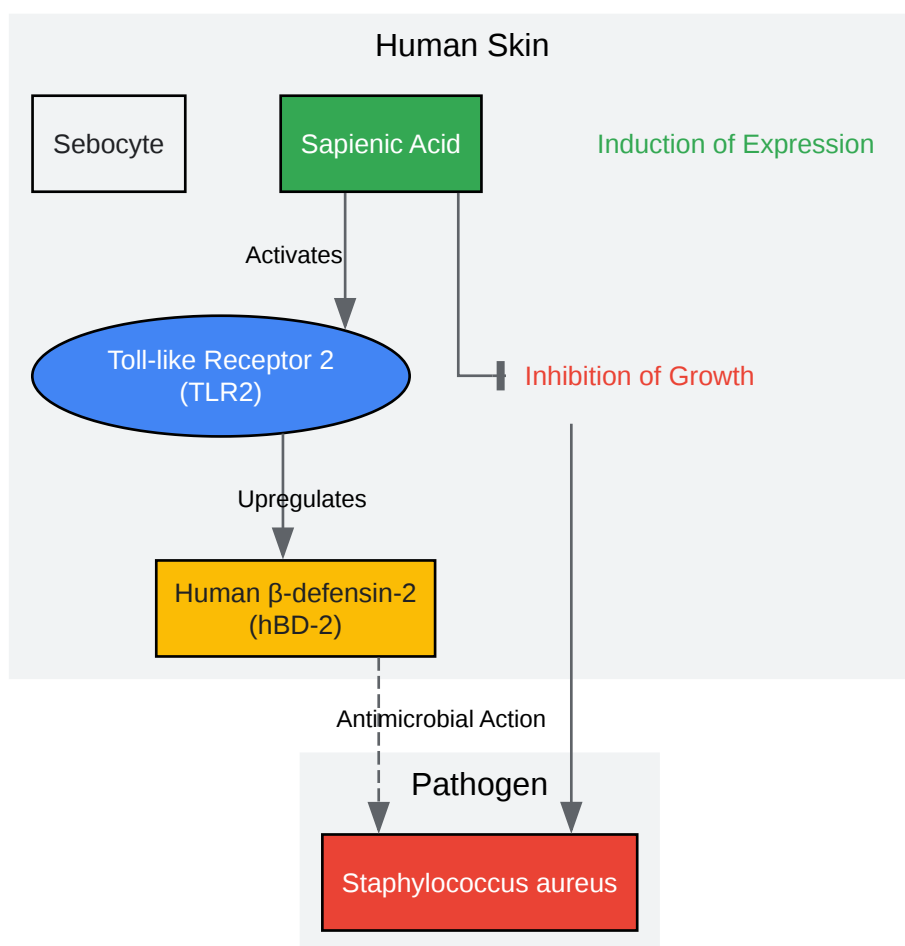 Human Skin
Sebocyte
Sapienic Acid
Induction of Expression
Activates
Toll-like Receptor 2
(TLR2)
Inhibition of Growth
Upregulates
Human β-defensin-2
(hBD-2)
Antimicrobial Action
Pathogen
Staphylococcus aureus